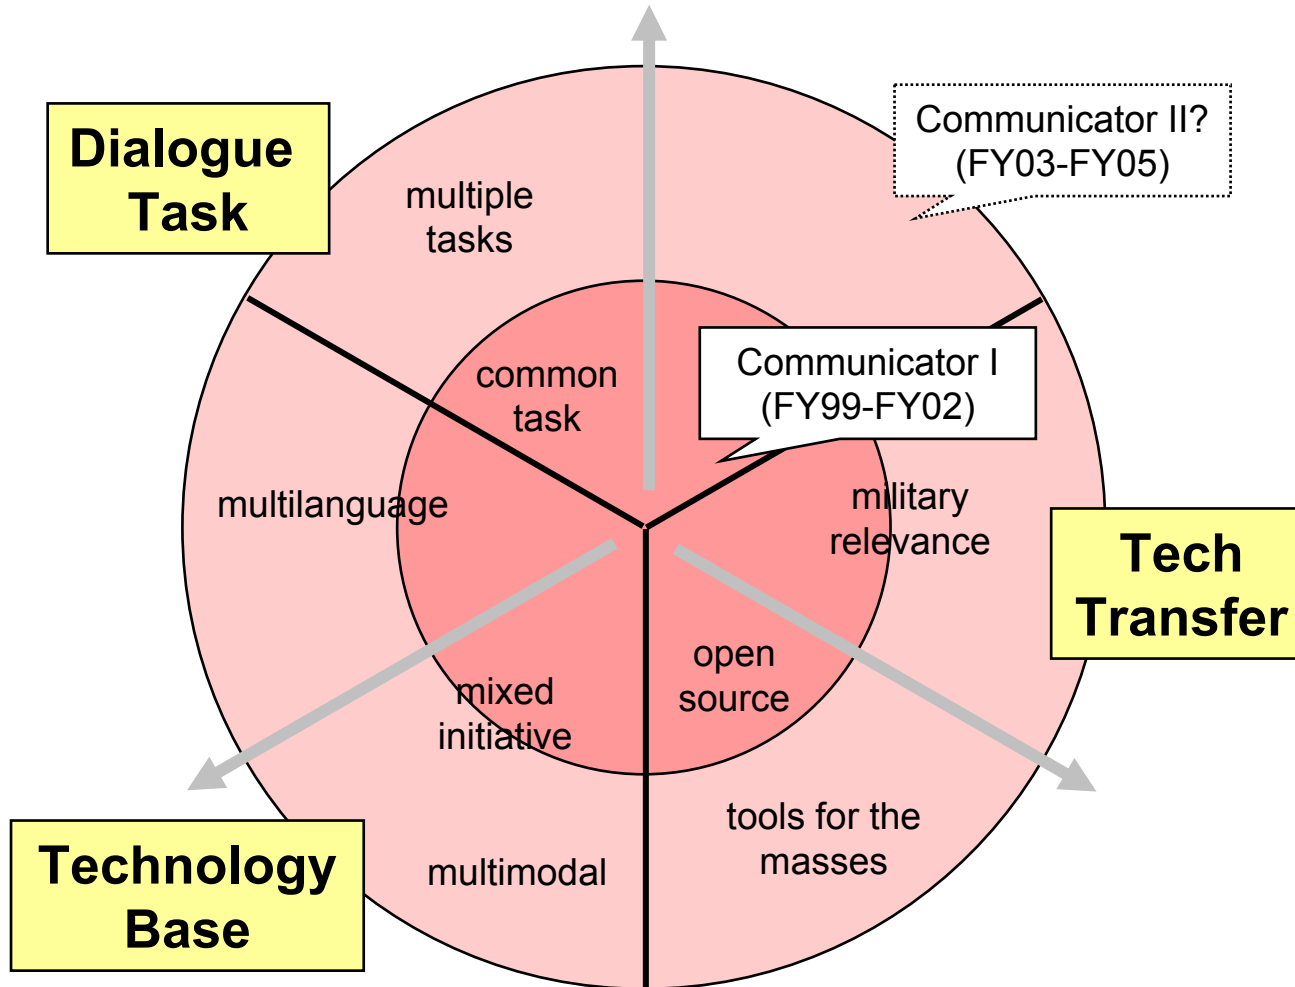 Dialogue
Task
multiple
tasks
Communicator II?
(FY03-FY05)
common
task
Communicator I
(FY99-FY02)
multilanguage
military
relevance
Tech
Transfer
mixed
initiative
open
source
Technology
Base
multimodal
tools for the
masses